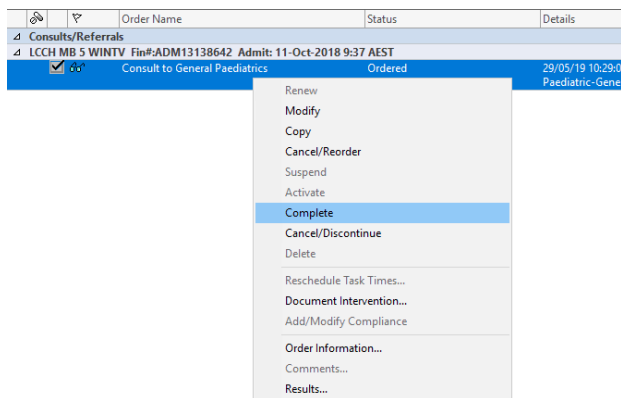 Order Name Status Details
Consults/Referrals
LCCH MB 5 WINTV Fin#:ADM13138642 Admit: 11-Oct-2018 9:37 AEST
Consult to General Paediatrics Ordered 29/05/19 10:29:0
Paediatric-Gene
Renew
Modify
Copy
Cancel/Reorder
Suspend
Activate
Complete
Cancel/Discontinue
Delete
Reschedule Task Times...
Document Intervention...
Add/Modify Compliance
Order Information...
Comments...
Results...